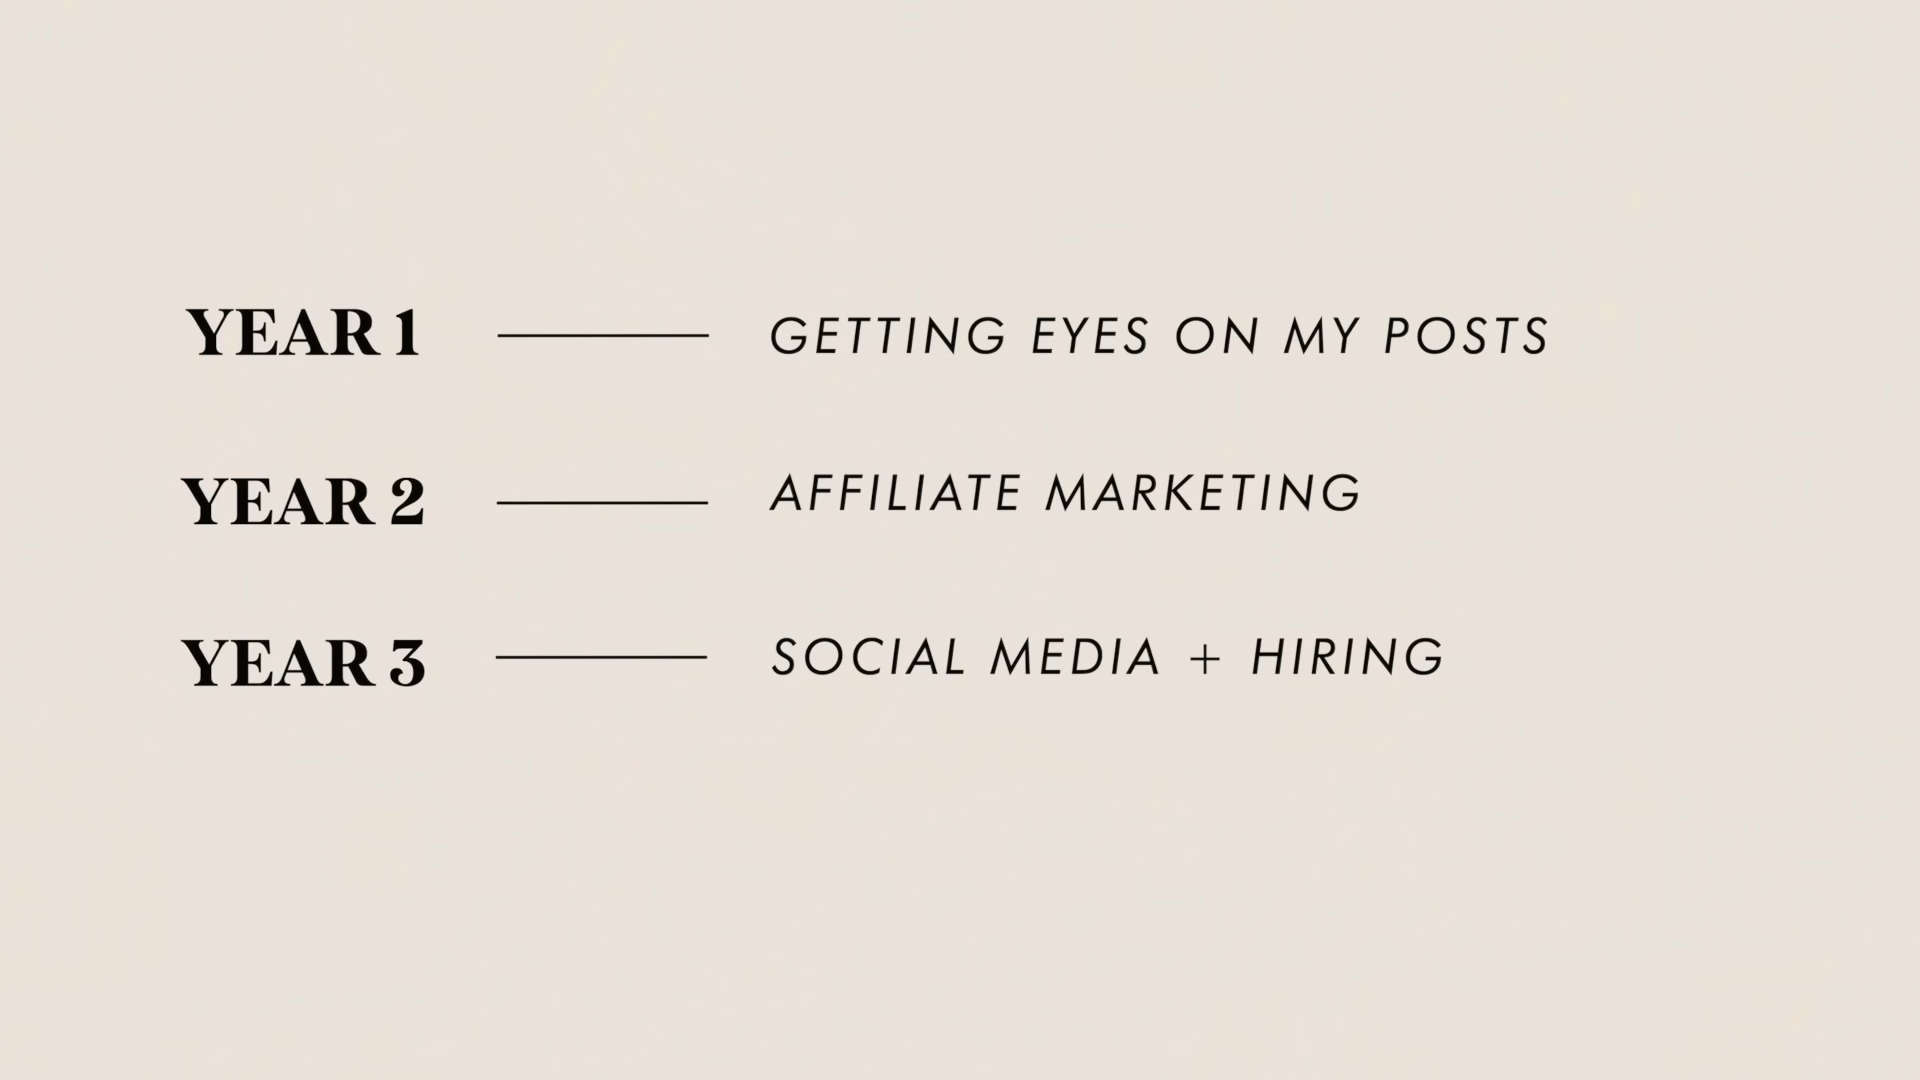 YEAR 1 GETTING EYES ON MY POSTS
YEAR 2 AFFILIATE MARKETING
YEAR 3 SOCIAL MEDIA + HIRING